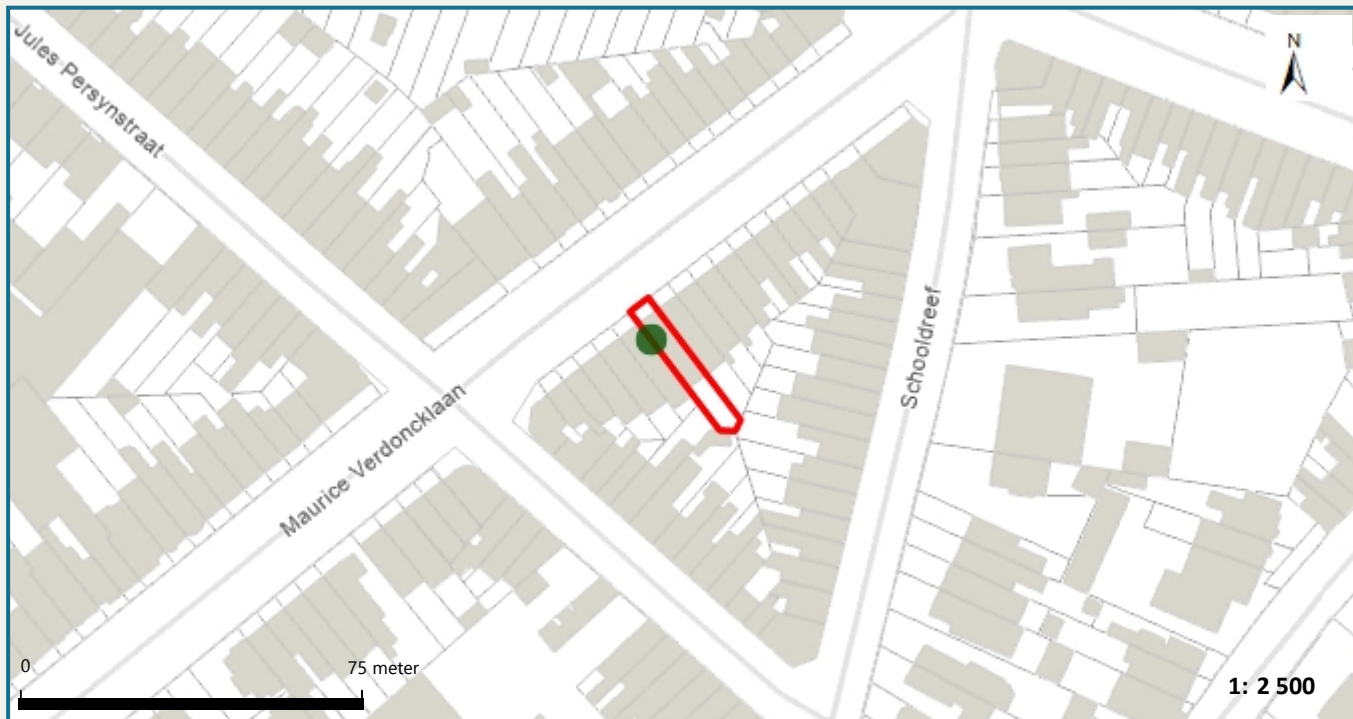 Jules Persynstraat
N
Schooldreef
Maurice Verdoncklaan
0
75 meter
1: 2 500